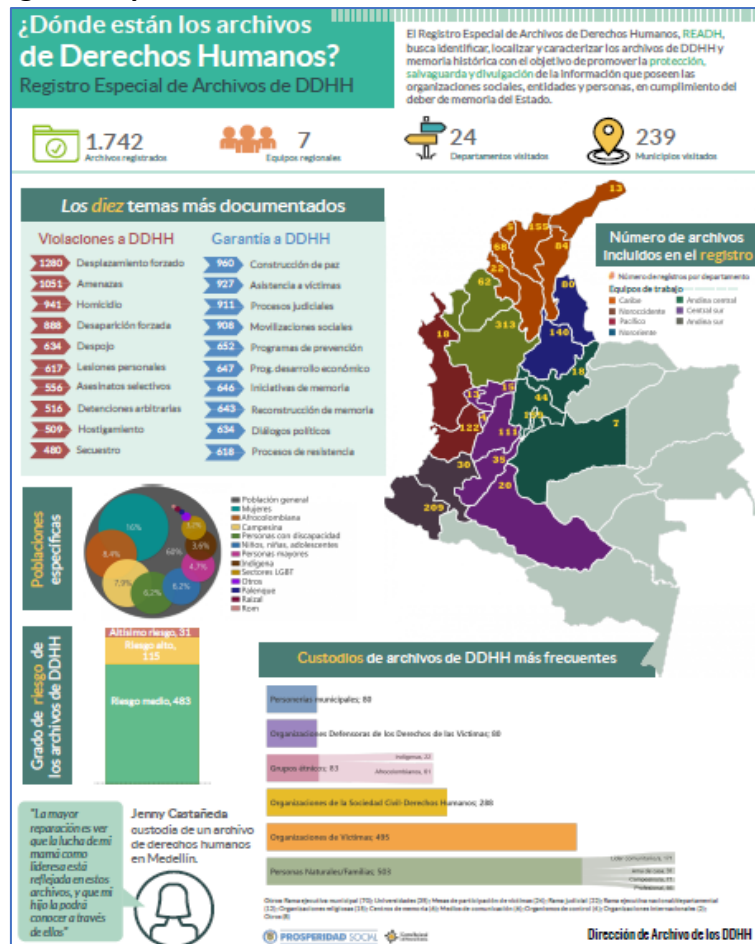 ¿Dónde están los archivos
de Derechos Humanos?
Registro Especial de Archivos de DDHH
El Registro Especial de Archivos de Derechos Humanos, READH,
busca identificar, localizar y caracterizar los archivos de DDHH y
memoria histórica con el objetivo de promover la protección,
salvaguarda y divulgación de la información que poseen las
organizaciones sociales, entidades y personas, en cumplimiento del
deber de memoria del Estado.
1.742
Archivos registrados
7
Equipos regionales
24
Departamentos visitados
239
Municipios visitados
Los diez temas más documentados
Violaciones a DDHH
1280 Desplazamiento forzado
1051 Amenazas
941 Homicidio
888 Desaparición forzada
634 Despojo
617 Lesiones personales
556 Asesinatos selectivos
516 Detenciones arbitrarias
509 Hostigamiento
480 Secuestro
Garantía a DDHH
960 Construcción de paz
927 Asistencia a víctimas
911 Procesos judiciales
908 Movilizaciones sociales
652 Programas de prevención
647 Prog. desarrollo económico
646 Iniciativas de memoria
643 Reconstrucción de memoria
634 Diálogos políticos
618 Procesos de resistencia
Número de archivos
incluidos en el registro
# Número de registros por departamento
Equipos de trabajo
Caribe
Noroccidente
Pacífico
Nororiente
Andina central
Central sur
Andina sur
13
5
155
68
84
22
62
80
313
140
18
18
15
13
44
4
7
122
111
35
30
20
209
Poblaciones
específicas
16%
8,4%
7,9%
6,2%
6,2%
4,7%
3,6%
68%
Población general
Mujeres
Afrocolombiana
Campesina
Personas con discapacidad
Niños, niñas, adolescentes
Personas mayores
Indígena
Sectores LGBT
Otros
Palenque
Raizal
Rom
Grado de riesgo de
los archivos de DDHH
Altísimo riesgo, 31
Riesgo alto,
115
Riesgo medio, 483
Custodios de archivos de DDHH más frecuentes
Personerías municipales; 80
Organizaciones Defensoras de los Derechos de las Víctimas; 80
Grupos étnicos; 83
Indígenas, 22
Afrocolombianos, 61
Organizaciones de la Sociedad Civil-Derechos Humanos; 288
Organizaciones de Víctimas; 495
Personas Naturales/Familias; 503
"La mayor
reparación es ver
que la lucha de mi
mamá como
lideresa está
reflejada en estos
archivos, y que mi
hijo la podrá
conocer a través
de ellos"
Jenny Castañeda
custodia de un archivo
de derechos humanos
en Medellín.
PROSPERIDAD SOCIAL
Dirección de Archivo de los DDHH